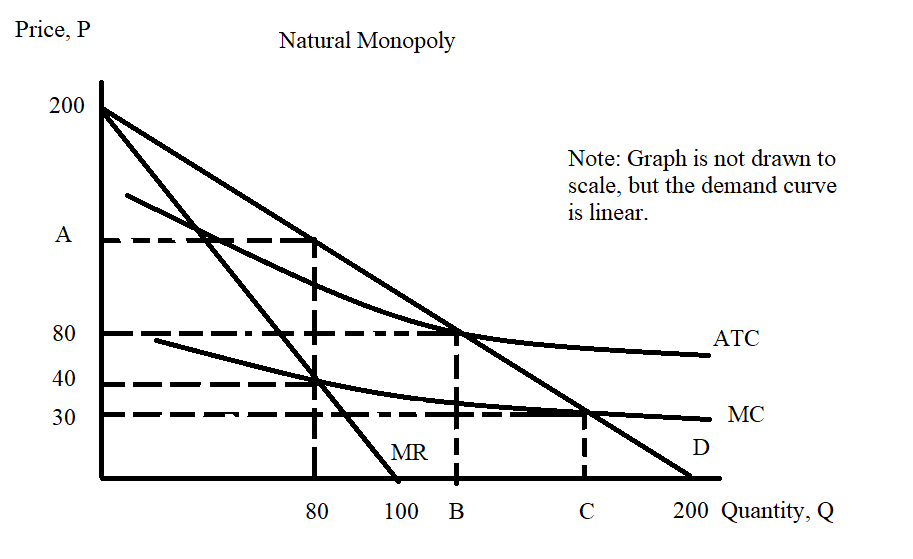 Price, P
Natural Monopoly
200
Note: Graph is not drawn to
scale, but the demand curve
is linear.
A
80
ATC
40
30
MC
MR
D
80
100
B
C
200
Quantity, Q